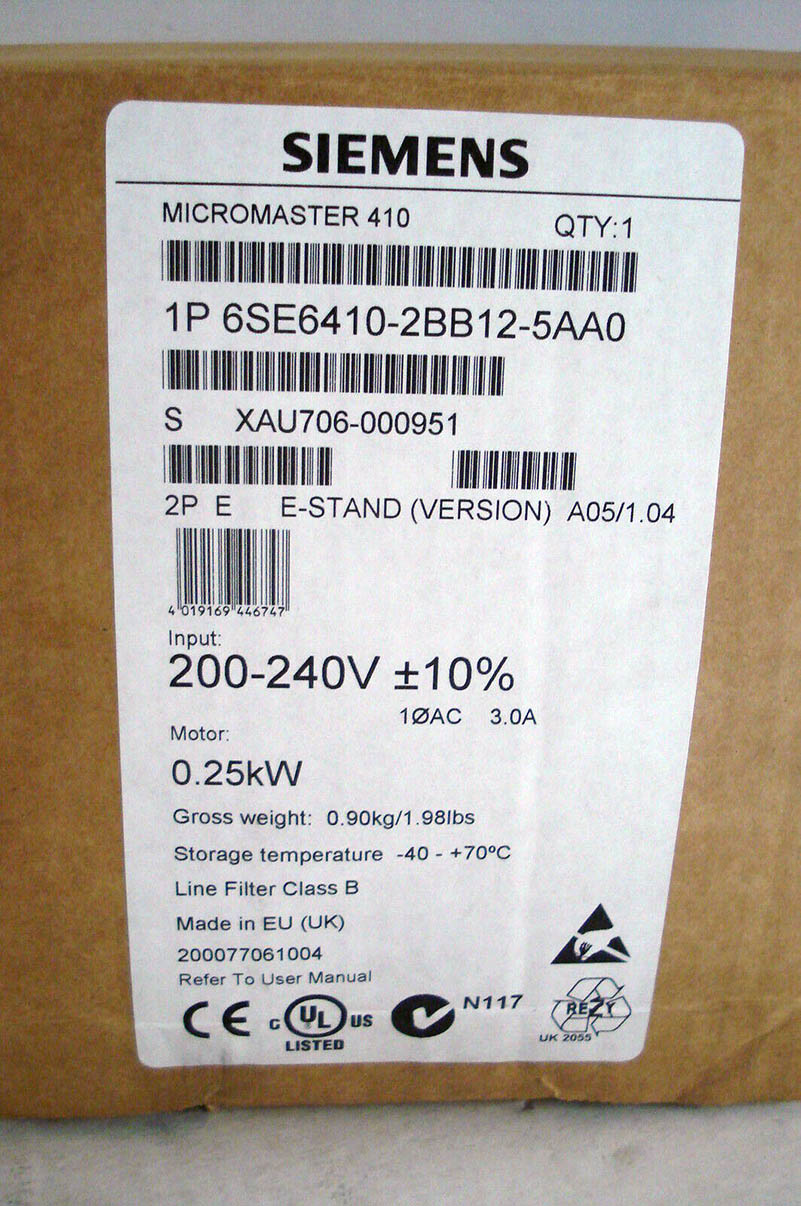 SIEMENS
MICROMASTER 410 QTY:1
1P 6SE6410-2BB12-5AA0
S XAU706-000951
2P E E-STAND (VERSION) A05/1.04
4 019169 446747
Input:
200-240V ±10%
1ØAC 3.0A
Motor:
0.25kW
Gross weight: 0.90kg/1.98lbs
Storage temperature -40 - +70ºC
Line Filter Class B
Made in EU (UK)
200077061004
Refer To User Manual
CE C UL US LISTED N117 REZY
UK 2055